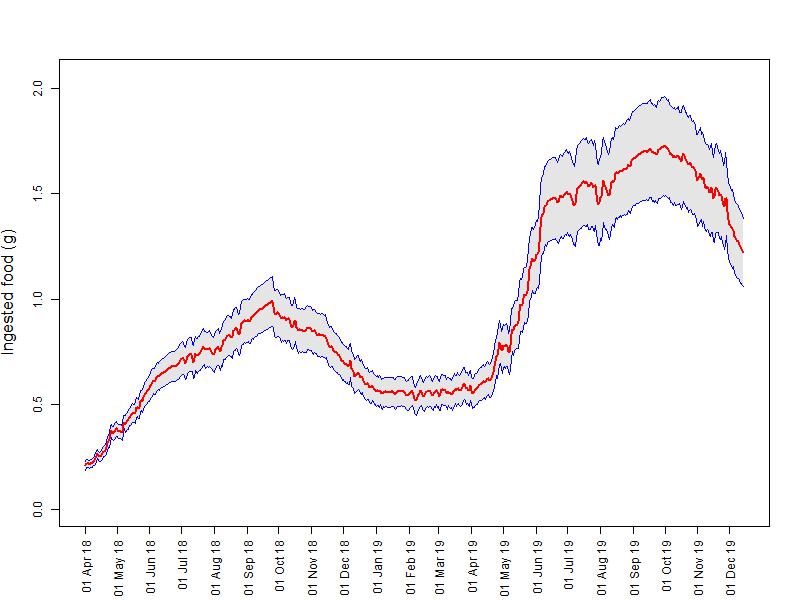 Ingested food (g)
2.0
1.5
1.0
0.5
0.0
01 Apr 18
01 May 18
01 Jun 18
01 Jul 18
01 Aug 18
01 Sep 18
01 Oct 18
01 Nov 18
01 Dec 18
01 Jan 19
01 Feb 19
01 Mar 19
01 Apr 19
01 May 19
01 Jun 19
01 Jul 19
01 Aug 19
01 Sep 19
01 Oct 19
01 Nov 19
01 Dec 19